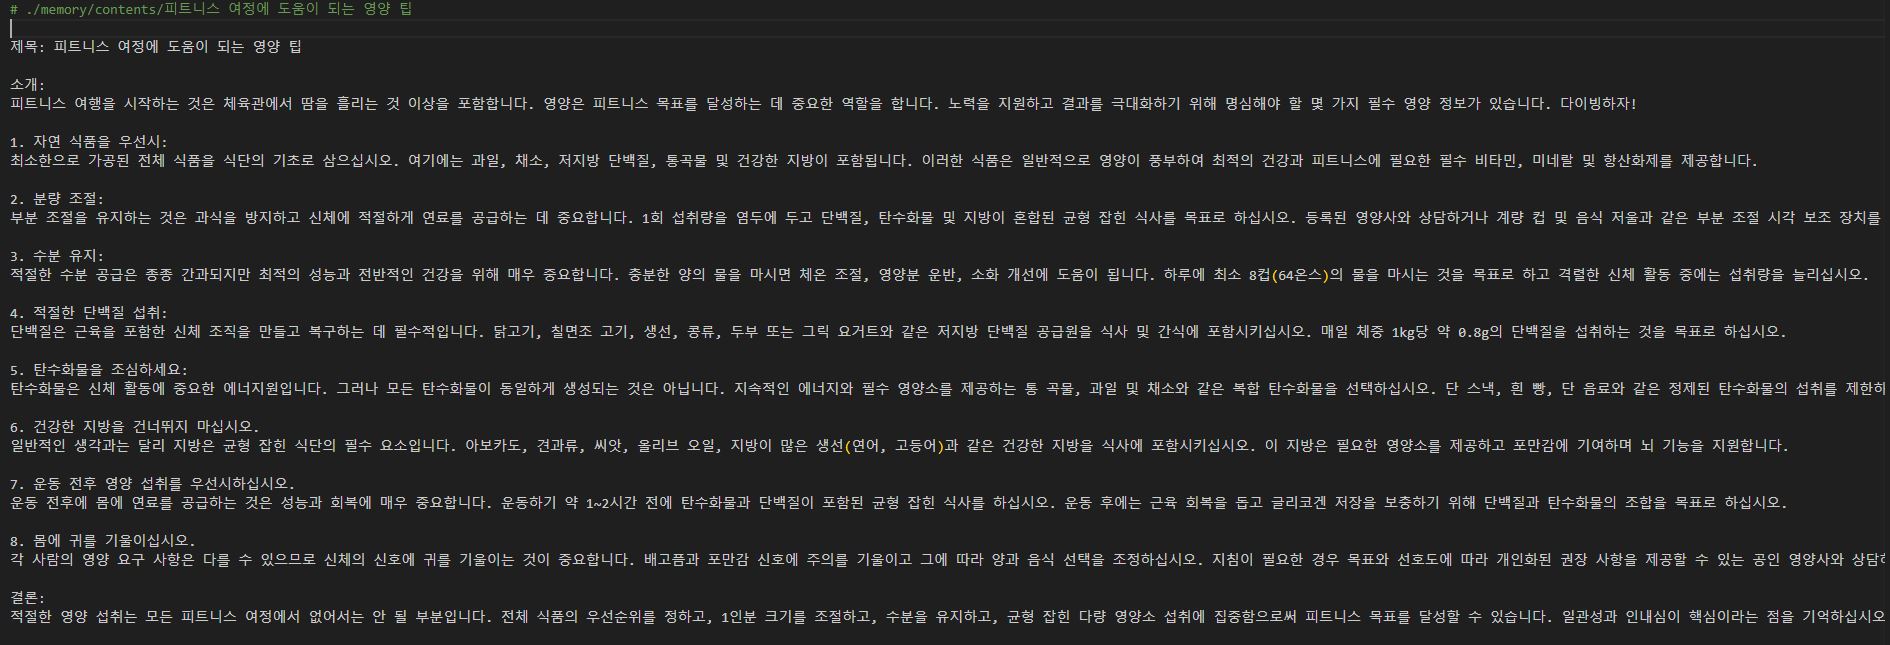 # ./memory/contents/피트니스 여정에 도움이 되는 영양 팁
제목: 피트니스 여정에 도움이 되는 영양 팁
소개:
피트니스 여행을 시작하는 것은 체육관에서 땀을 흘리는 것 이상을 포함합니다. 영양은 피트니스 목표를 달성하는 데 중요한 역할을 합니다. 노력을 지원하고 결과를 극대화하기 위해 명심해야 할 몇 가지 필수 영양 정보가 있습니다. 다이빙하자!
1. 자연 식품을 우선시:
최소한으로 가공된 전체 식품을 식단의 기초로 삼으십시오. 여기에는 과일, 채소, 저지방 단백질, 통곡물 및 건강한 지방이 포함됩니다. 이러한 식품은 일반적으로 영양이 풍부하여 최적의 건강과 피트니스에 필요한 필수 비타민, 미네랄 및 항산화제를 제공합니다.
2. 분량 조절:
부분 조절을 유지하는 것은 과식을 방지하고 신체에 적절하게 연료를 공급하는 데 중요합니다. 1회 섭취량을 염두에 두고 단백질, 탄수화물 및 지방이 혼합된 균형 잡힌 식사를 목표로 하십시오. 등록된 영양사와 상담하거나 계량 컵 및 음식 저울과 같은 부분 조절 시각 보조 장치를
3. 수분 유지:
적절한 수분 공급은 종종 간과되지만 최적의 성능과 전반적인 건강을 위해 매우 중요합니다. 충분한 양의 물을 마시면 체온 조절, 영양분 운반, 소화 개선에 도움이 됩니다. 하루에 최소 8컵(64온스)의 물을 마시는 것을 목표로 하고 격렬한 신체 활동 중에는 섭취량을 늘리십시오.
4. 적절한 단백질 섭취:
단백질은 근육을 포함한 신체 조직을 만들고 복구하는 데 필수적입니다. 닭고기, 칠면조 고기, 생선, 콩류, 두부 또는 그릭 요거트와 같은 저지방 단백질 공급원을 식사 및 간식에 포함시키십시오. 매일 체중 1kg당 약 0.8g의 단백질을 섭취하는 것을 목표로 하십시오.
5. 탄수화물을 조심하세요:
탄수화물은 신체 활동에 중요한 에너지원입니다. 그러나 모든 탄수화물이 동일하게 생성되는 것은 아닙니다. 지속적인 에너지와 필수 영양소를 제공하는 통 곡물, 과일 및 채소와 같은 복합 탄수화물을 선택하십시오. 단 스낵, 흰 빵, 단 음료와 같은 정제된 탄수화물의 섭취를 제한하
6. 건강한 지방을 건너뛰지 마십시오.
일반적인 생각과는 달리 지방은 균형 잡힌 식단의 필수 요소입니다. 아보카도, 견과류, 씨앗, 올리브 오일, 지방이 많은 생선(연어, 고등어)과 같은 건강한 지방을 식사에 포함시키십시오. 이 지방은 필요한 영양소를 제공하고 포만감에 기여하며 뇌 기능을 지원합니다.
7. 운동 전후 영양 섭취를 우선시하십시오.
운동 전후에 몸에 연료를 공급하는 것은 성능과 회복에 매우 중요합니다. 운동하기 약 1~2시간 전에 탄수화물과 단백질이 포함된 균형 잡힌 식사를 하십시오. 운동 후에는 근육 회복을 돕고 글리코겐 저장을 보충하기 위해 단백질과 탄수화물의 조합을 목표로 하십시오.
8. 몸에 귀를 기울이십시오.
각 사람의 영양 요구 사항은 다를 수 있으므로 신체의 신호에 귀를 기울이는 것이 중요합니다. 배고픔과 포만감 신호에 주의를 기울이고 그에 따라 양과 음식 선택을 조정하십시오. 지침이 필요한 경우 목표와 선호도에 따라 개인화된 권장 사항을 제공할 수 있는 공인 영양사와 상담하
결론:
적절한 영양 섭취는 모든 피트니스 여정에서 없어서는 안 될 부분입니다. 전체 식품의 우선순위를 정하고, 1인분 크기를 조절하고, 수분을 유지하고, 균형 잡힌 다량 영양소 섭취에 집중함으로써 피트니스 목표를 달성할 수 있습니다. 일관성과 인내심이 핵심이라는 점을 기억하십시오